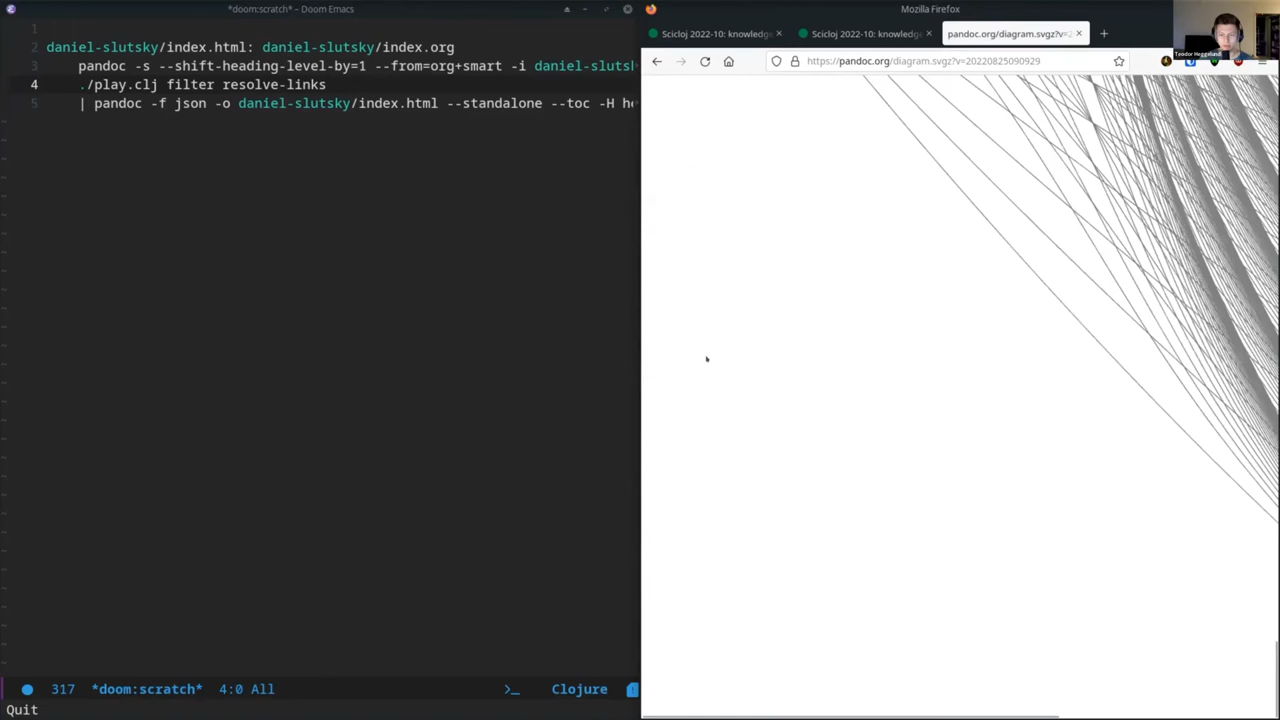 *doom:scratch* – Doom Emacs
1
2 daniel-slutsky/index.html: daniel-slutsky/index.org
3 pandoc -s --shift-heading-level-by=1 --from=org+s daniel-slutsk
4 ./play.clj filter resolve-links
5 | pandoc -f json -o daniel-slutsky/index.html --standalone --toc -H he
317 *doom:scratch* 4:0 All
Clojure
Quit
Mozilla Firefox
Scicloj 2022-10: knowledge
Scicloj 2022-10: knowledge
pandoc.org/diagram.svgz?v=2
https://pandoc.org/diagram.svgz?v=20220825090929
Teodor Heggelund